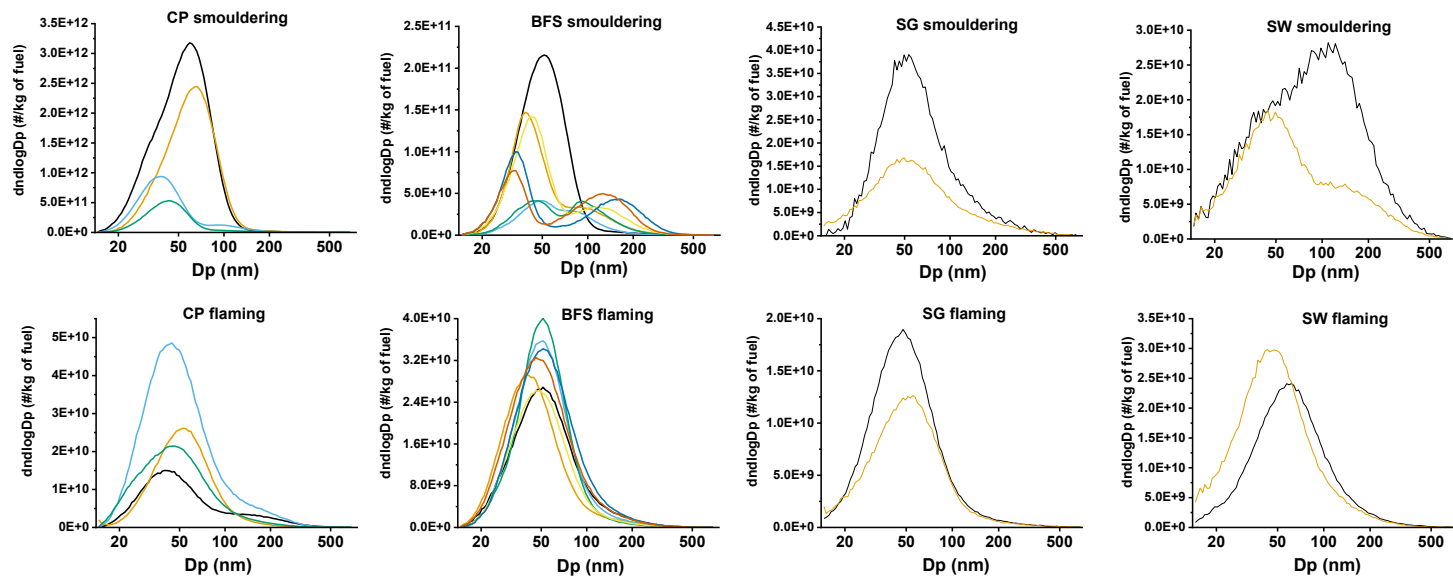 CP smouldering
dndlogDp (#/kg of fuel)
3.5E+12
3.0E+12
2.5E+12
2.0E+12
1.5E+12
1.0E+12
5.0E+11
0.0E+0
20 50 100 200 500
Dp (nm)
BFS smouldering
dndlogDp (#/kg of fuel)
2.5E+11
2.0E+11
1.5E+11
1.0E+11
5.0E+10
0.0E+0
20 50 100 200 500
Dp (nm)
SG smouldering
dndlogDp (#/kg of fuel)
4.5E+10
4.0E+10
3.5E+10
3.0E+10
2.5E+10
2.0E+10
1.5E+10
1.0E+10
5.0E+9
0.0E+0
20 50 100 200 500
Dp (nm)
SW smouldering
dndlogDp (#/kg of fuel)
3.0E+10
2.5E+10
2.0E+10
1.5E+10
1.0E+10
5.0E+9
0.0E+0
20 50 100 200 500
Dp (nm)
CP flaming
dndlogDp (#/kg of fuel)
5E+10
4E+10
3E+10
2E+10
1E+10
0E+0
20 50 100 200 500
Dp (nm)
BFS flaming
dndlogDp (#/kg of fuel)
4.0E+10
3.2E+10
2.4E+10
1.6E+10
8.0E+9
0.0E+0
20 50 100 200 500
Dp (nm)
SG flaming
dndlogDp (#/kg of fuel)
2.0E+10
1.5E+10
1.0E+10
5.0E+9
0.0E+0
20 50 100 200 500
Dp (nm)
SW flaming
dndlogDp (#/kg of fuel)
3.5E+10
3.0E+10
2.5E+10
2.0E+10
1.5E+10
1.0E+10
5.0E+9
0.0E+0
20 50 100 200 500
Dp (nm)